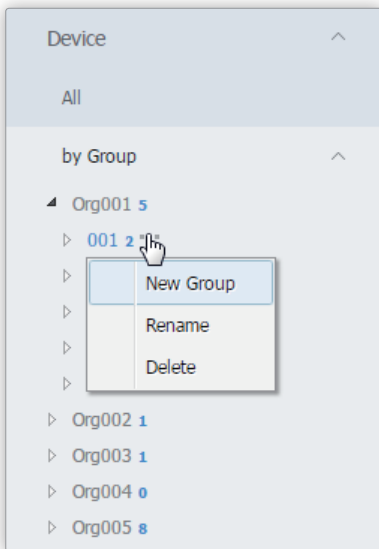 Device
All
by Group
Org001 5
001 2
New Group
Rename
Delete
Org002 1
Org003 1
Org004 0
Org005 8